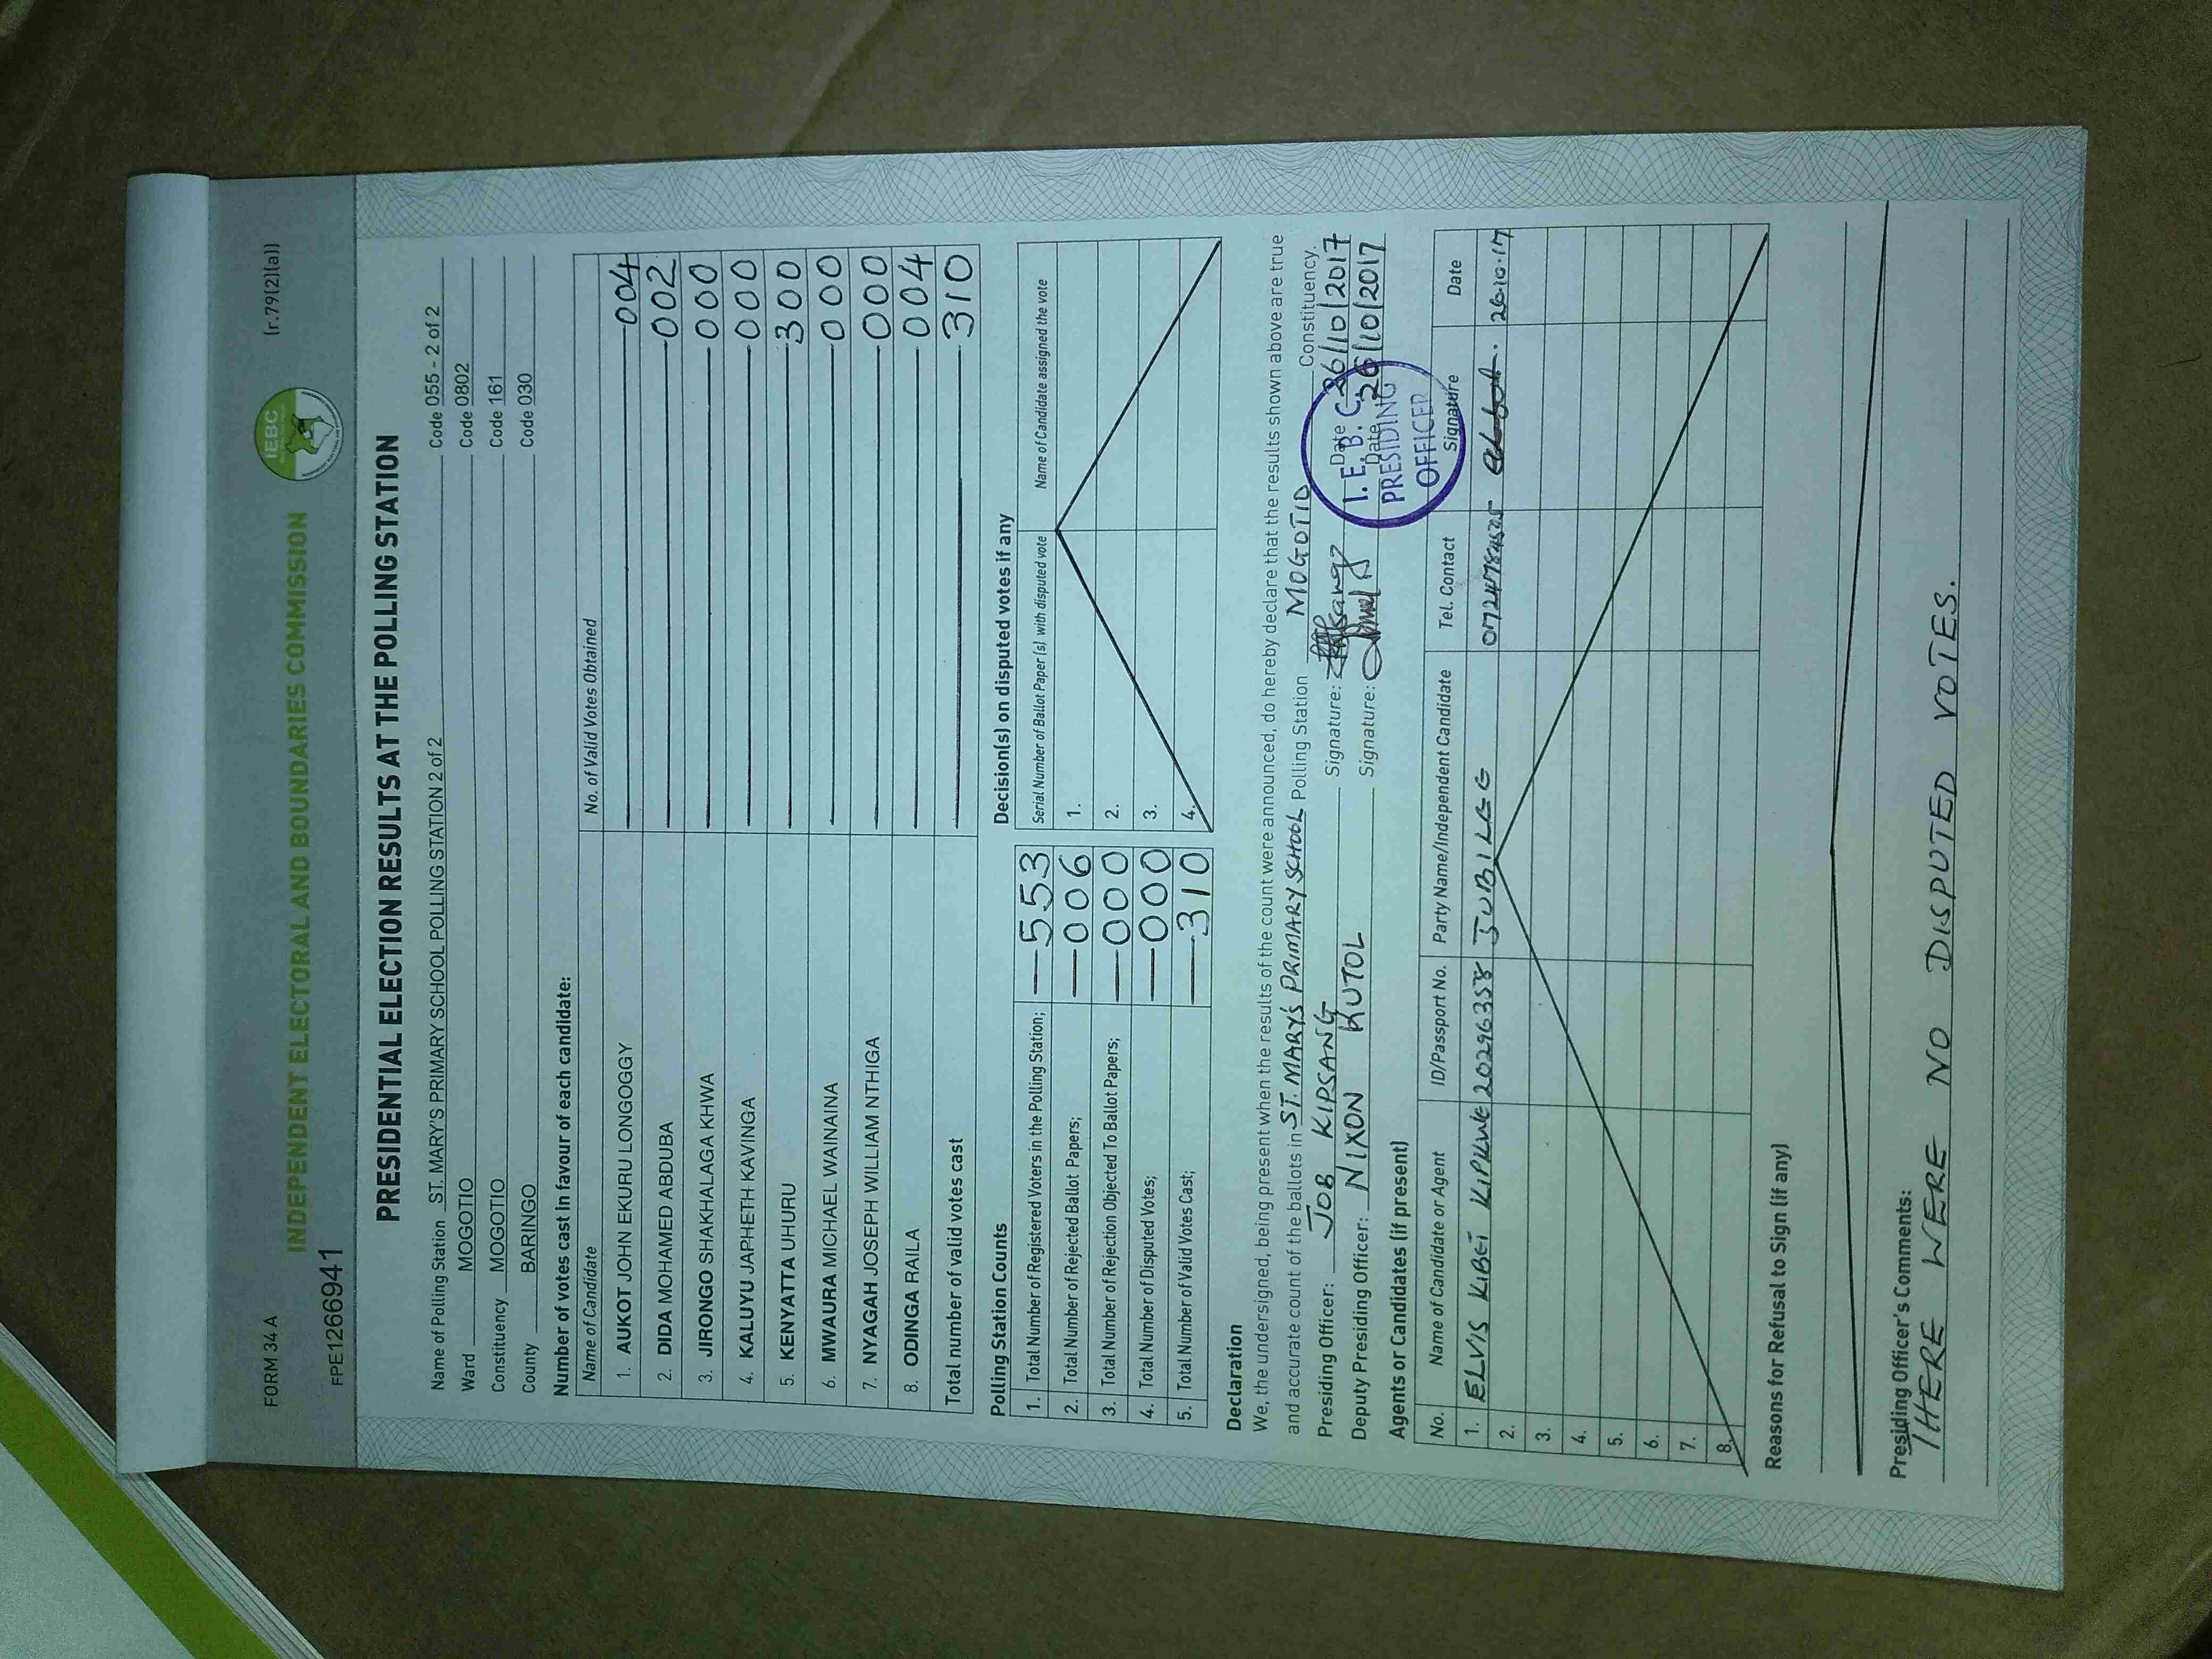 FORM 34 A
(r.79(2)(a))
IEBC
INDEPENDENT ELECTORAL AND BOUNDARIES COMMISSION
FPE1266941
PRESIDENTIAL ELECTION RESULTS AT THE POLLING STATION
Name of Polling Station ST. MARY'S PRIMARY SCHOOL POLLING STATION 2 of 2 Code 055 - 2 of 2
Ward MOGOTIO Code 0802
Constituency MOGOTIO Code 161
County BARINGO Code 030
Number of votes cast in favour of each candidate:
Name of Candidate No. of Valid Votes Obtained
1. AUKOT JOHN EKURU LONGOGGY 004
2. DIDA MOHAMED ABDUBA 002
3. JIRONGO SHAKHALAGA KHWA 000
4. KALUYU JAPHETH KAVINGA 000
5. KENYATTA UHURU 300
6. MWAURA MICHAEL WAINAINA 000
7. NYAGAH JOSEPH WILLIAM NTHIGA 000
8. ODINGA RAILA 004
Total number of valid votes cast 310
Polling Station Counts
1. Total Number of Registered Voters in the Polling Station; 553
2. Total Number of Rejected Ballot Papers; 006
3. Total Number of Rejection Objected To Ballot Papers; 000
4. Total Number of Disputed Votes; 000
5. Total Number of Valid Votes Cast; 310
Decision(s) on disputed votes if any
Serial Number of Ballot Paper (s) with disputed vote Name of Candidate assigned the vote
1.
2.
3.
4.
Declaration
We, the undersigned, being present when the results of the count were announced, do hereby declare that the results shown above are true
and accurate count of the ballots in ST. MARY'S PRIMARY SCHOOL Polling Station MOGOTIO Constituency.
Presiding Officer: JOB KIPSANG Signature: Date 26/10/2017
Deputy Presiding Officer: NIXON KUTOL Signature: Date 26/10/2017
I.E.B.C.
PRESIDING
OFFICER
Agents or Candidates (if present)
No. Name of Candidate or Agent ID/Passport No. Party Name/Independent Candidate Tel. Contact Signature Date
1. ELVIS KIBET KIPKWE 20296358 JUBILEE 26.10.17
2.
3.
4.
5.
6.
7.
8.
Reasons for Refusal to Sign (if any)
Presiding Officer's Comments:
THERE WERE NO DISPUTED VOTES.